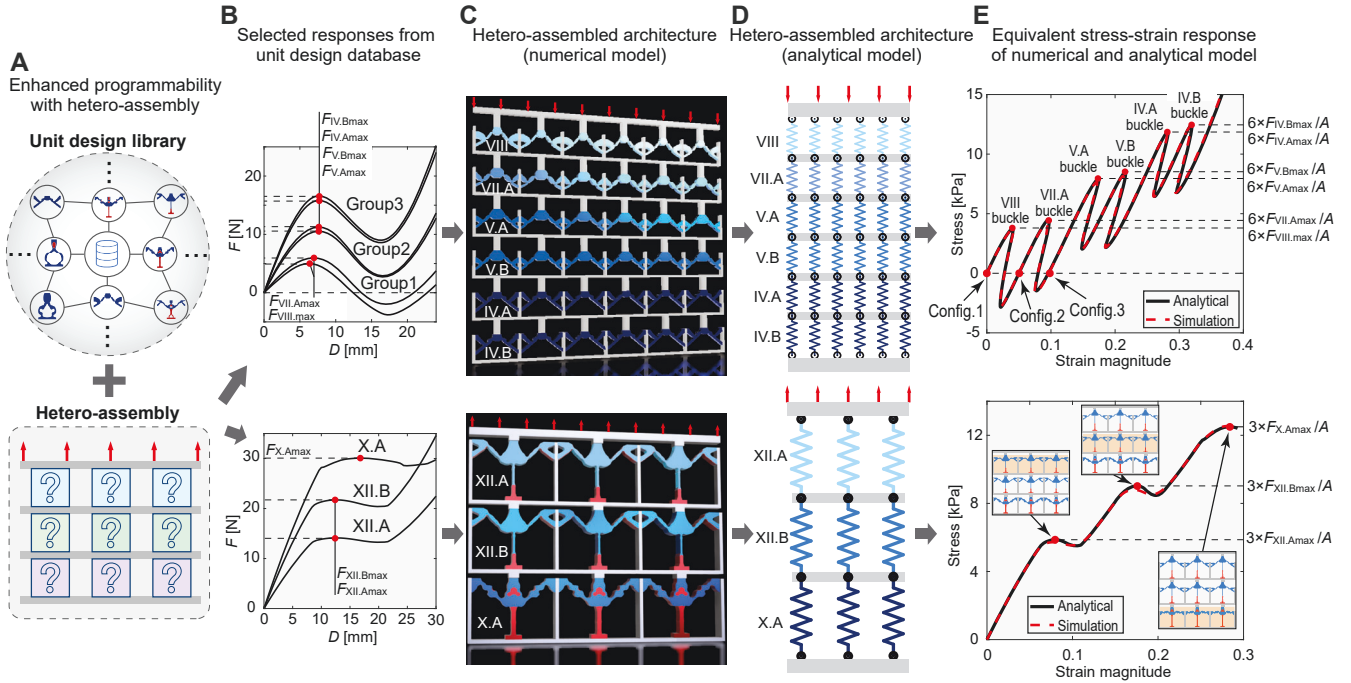 A
Enhanced programmability
with hetero-assembly
Unit design library
Hetero-assembly
? ? ?
? ? ?
? ? ?
B
Selected responses from
unit design database
F_IV.Bmax
F_IV.Amax
F_V.Bmax
F_V.Amax
20
10
0
F [N]
Group3
Group2
Group1
F_VII.Amax
F_VIII.max
0 5 10 15 20
D [mm]
F_X.Amax
30
20
10
0
F [N]
X.A
XII.B
XII.A
F_XII.Bmax
F_XII.Amax
0 5 10 15 20 25 30
D [mm]
C
Hetero-assembled architecture
(numerical model)
VIII
VII.A
V.A
V.B
IV.A
IV.B
XII.A
XII.B
X.A
D
Hetero-assembled architecture
(analytical model)
VIII
VII.A
V.A
V.B
IV.A
IV.B
XII.A
XII.B
X.A
E
Equivalent stress-strain response
of numerical and analytical model
15
10
5
0
-5
Stress [kPa]
VIII
buckle
VII.A
buckle
V.A
buckle
V.B
buckle
IV.A
buckle
IV.B
buckle
6×F_IV.Bmax/A
6×F_IV.Amax/A
6×F_V.Bmax/A
6×F_V.Amax/A
6×F_VII.Amax/A
6×F_VIII.max/A
Config.1
Config.2
Config.3
Analytical
Simulation
0 0.1 0.2 0.3 0.4
Strain magnitude
12
8
4
0
Stress [kPa]
3×F_X.Amax/A
3×F_XII.Bmax/A
3×F_XII.Amax/A
Analytical
Simulation
0 0.1 0.2 0.3
Strain magnitude